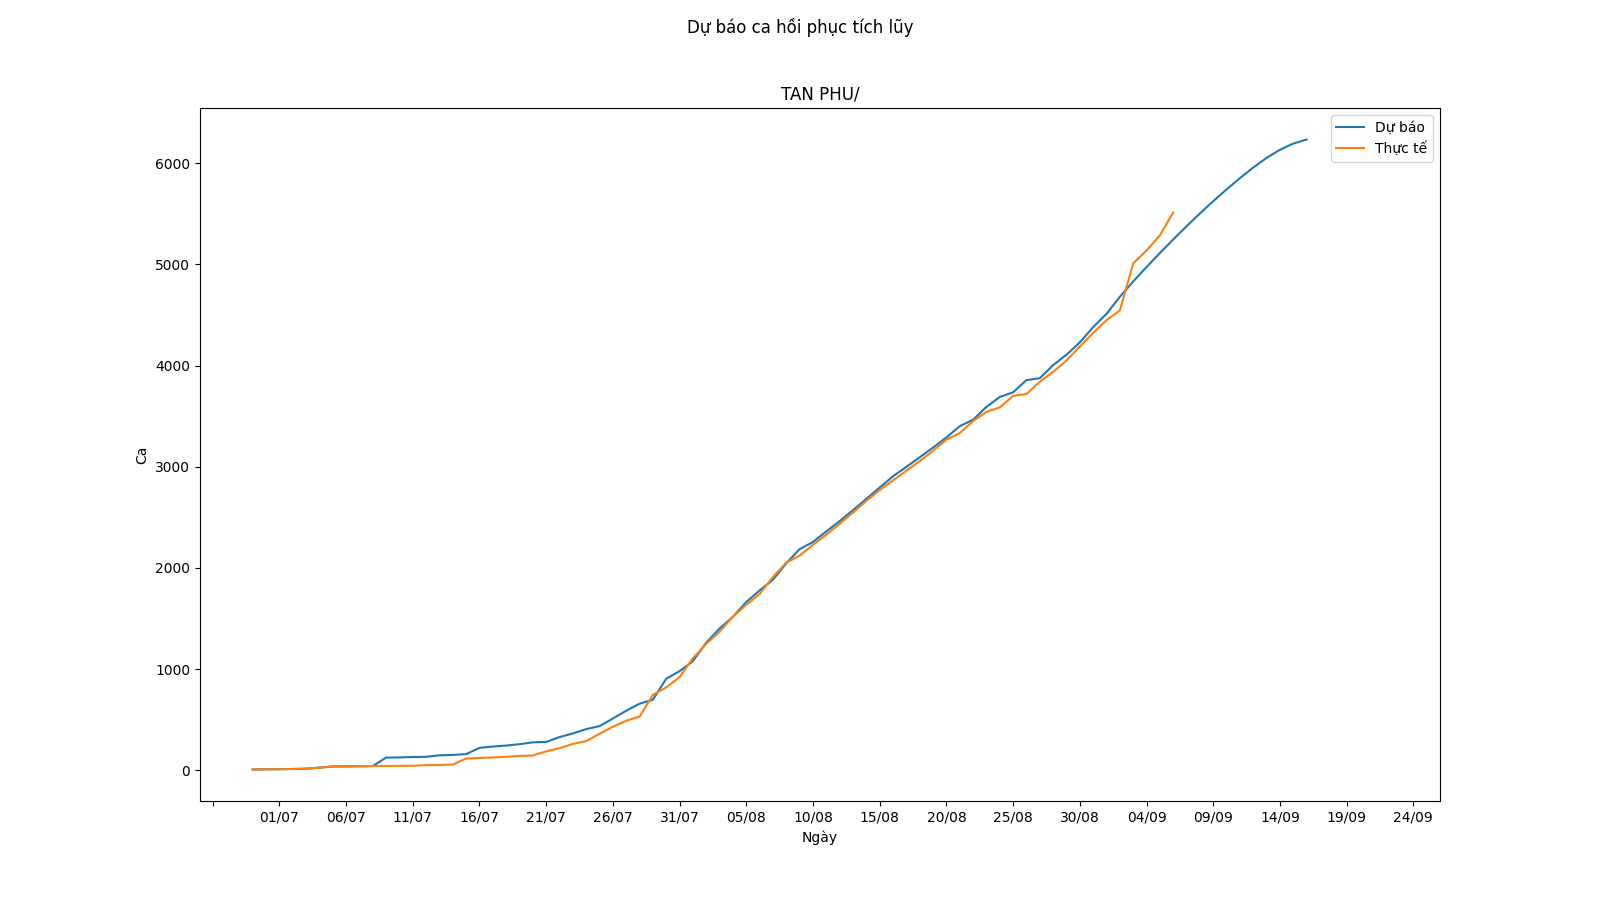 Dự báo ca hồi phục tích lũy
TAN PHU/
Dự báo
Thực tế
6000
5000
4000
3000
2000
1000
0
Ca
01/07 06/07 11/07 16/07 21/07 26/07 31/07 05/08 10/08 15/08 20/08 25/08 30/08 04/09 09/09 14/09 19/09 24/09
Ngày